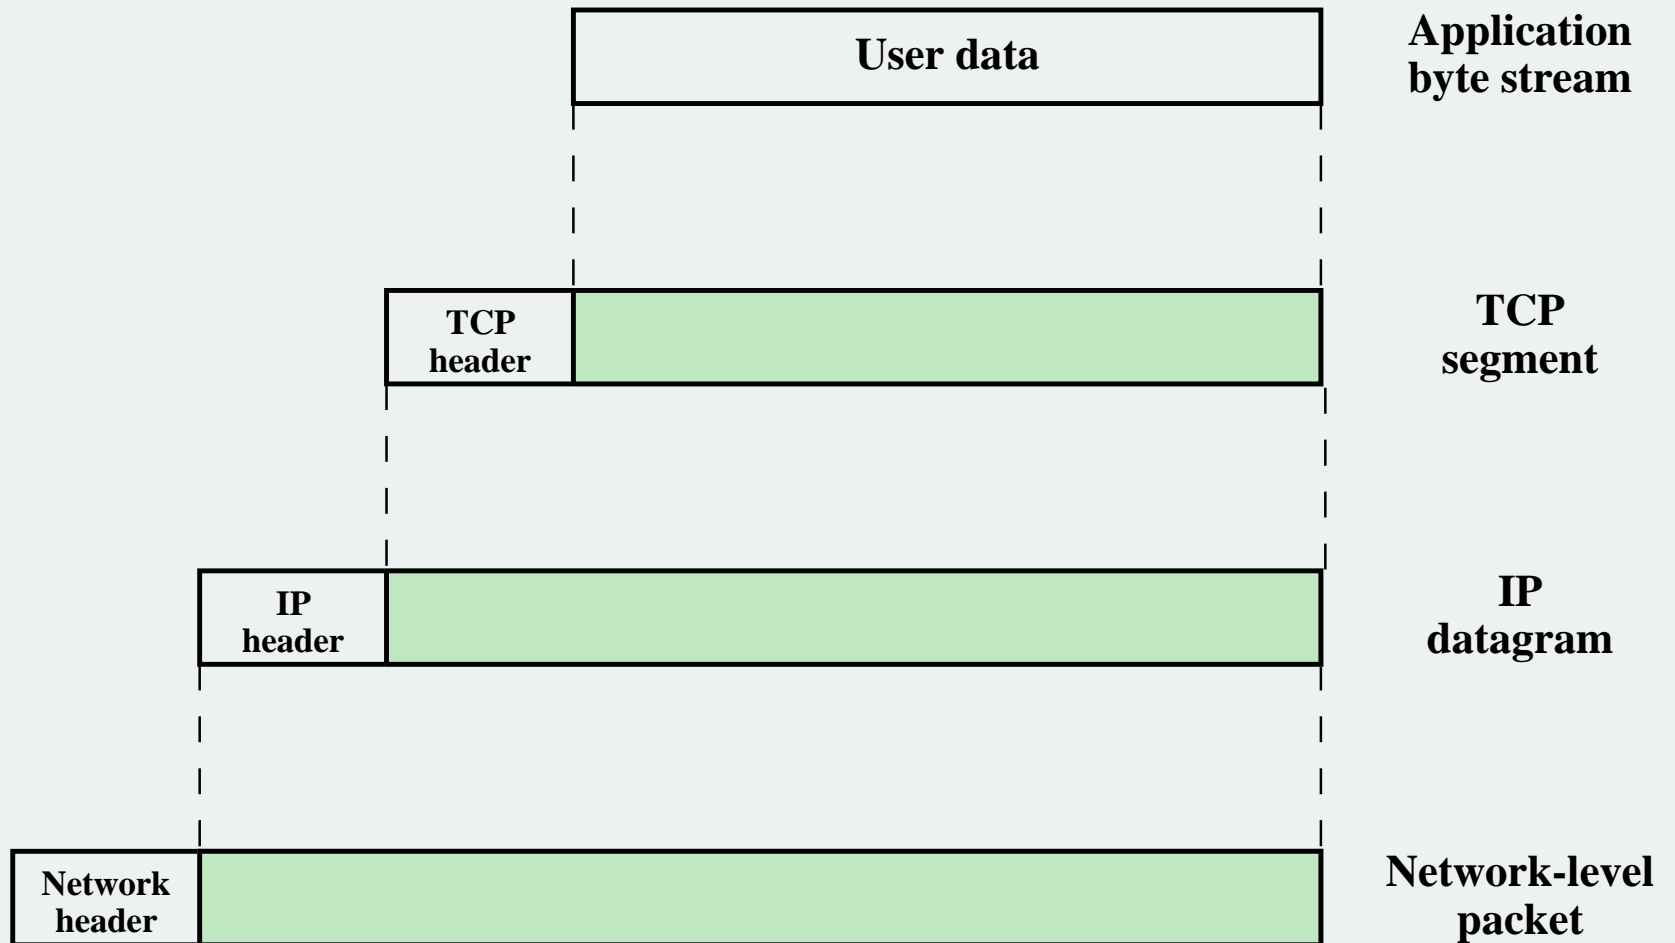 User data
Application
byte stream
TCP
header
TCP
segment
IP
header
IP
datagram
Network
header
Network-level
packet